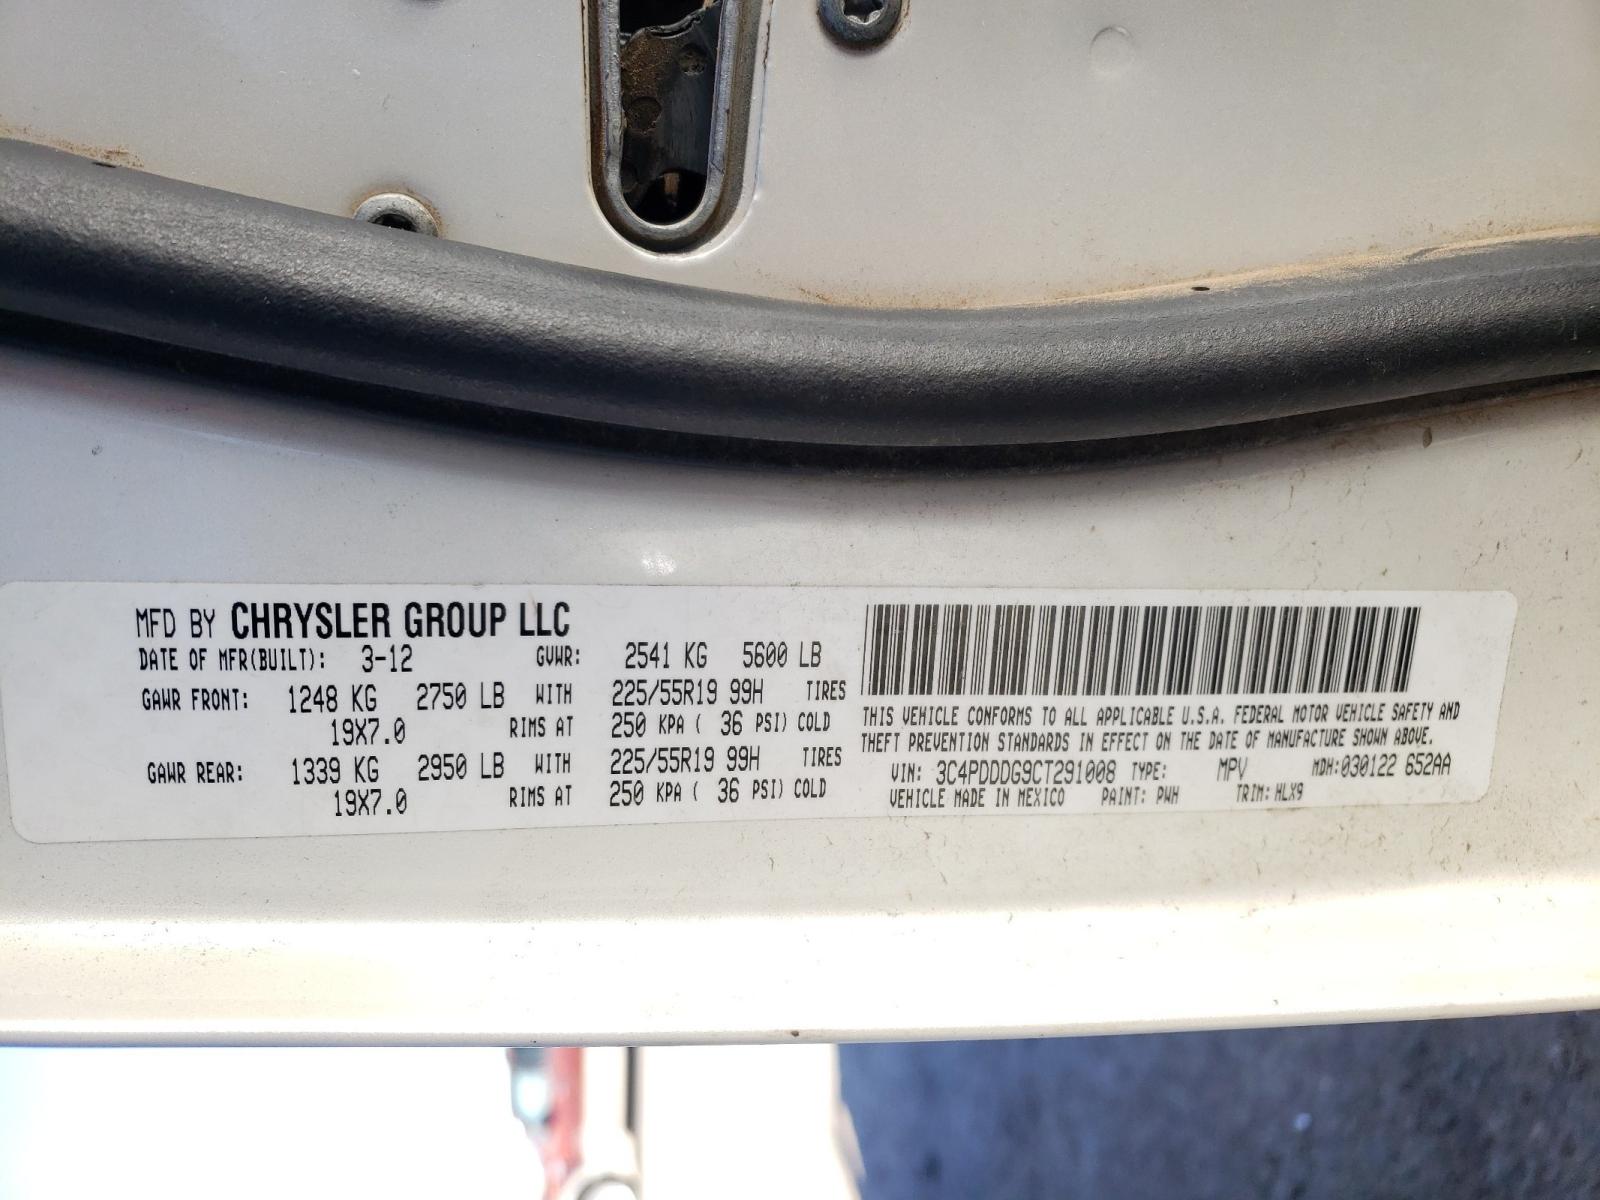 MFD BY CHRYSLER GROUP LLC
DATE OF MFR(BUILT): 3-12 GVWR: 2541 KG 5600 LB
GAWR FRONT: 1248 KG 2750 LB WITH 225/55R19 99H TIRES
19X7.0 RIMS AT 250 KPA ( 36 PSI) COLD
GAWR REAR: 1339 KG 2950 LB WITH 225/55R19 99H TIRES
19X7.0 RIMS AT 250 KPA ( 36 PSI) COLD
THIS VEHICLE CONFORMS TO ALL APPLICABLE U.S.A. FEDERAL MOTOR VEHICLE SAFETY AND
THEFT PREVENTION STANDARDS IN EFFECT ON THE DATE OF MANUFACTURE SHOWN ABOVE.
VIN: 3C4PDDDG9CT291008 TYPE: MPV MDH:030122 652AA
VEHICLE MADE IN MEXICO PAINT: PWH TRIM: HLX9